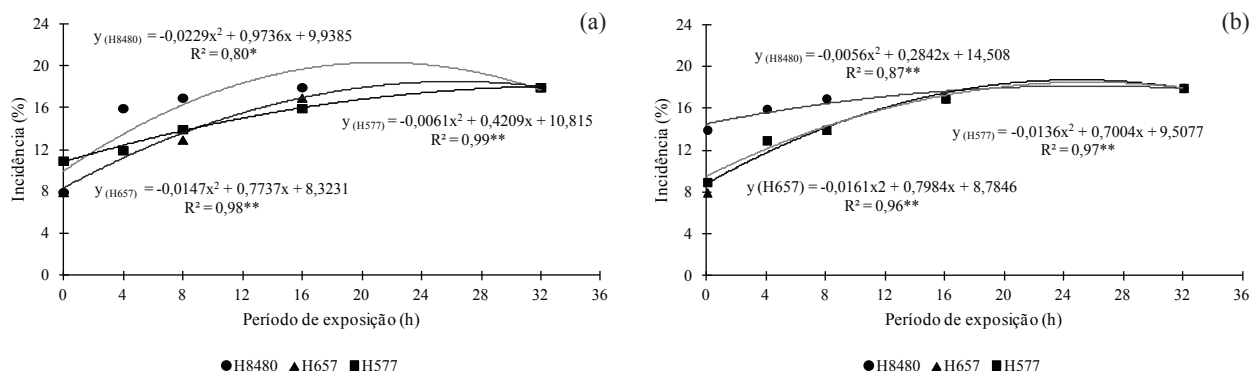 (a)
24
20
16
12
8
4
0
Incidência (%)
y (H8480) = -0,0229x² + 0,9736x + 9,9385
R² = 0,80*
y (H577) = -0,0061x² + 0,4209x + 10,815
R² = 0,99**
y (H657) = -0,0147x² + 0,7737x + 8,3231
R² = 0,98**
0 4 8 12 16 20 24 28 32 36
Período de exposição (h)
H8480 H657 H577
(b)
24
20
16
12
8
4
0
Incidência (%)
y (H8480) = -0,0056x² + 0,2842x + 14,508
R² = 0,87**
y (H577) = -0,0136x² + 0,7004x + 9,5077
R² = 0,97**
y (H657) = -0,0161x2 + 0,7984x + 8,7846
R² = 0,96**
0 4 8 12 16 20 24 28 32 36
Período de exposição (h)
H8480 H657 H577